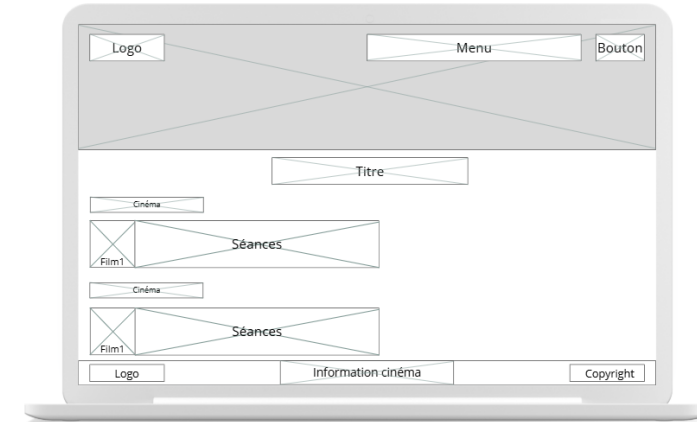 Logo
Menu
Bouton
Titre
Cinéma
Séances
Film1
Cinéma
Séances
Film1
Logo
Information cinéma
Copyright